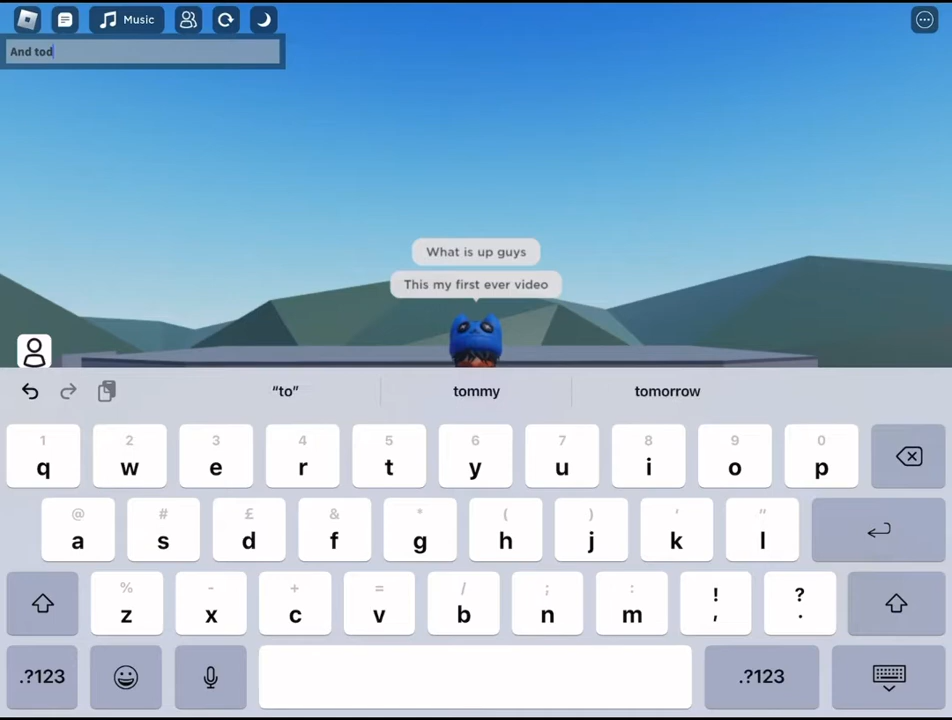 Music
And tod
What is up guys
This my first ever video
“to” tommy tomorrow
1 2 3 4 5 6 7 8 9 0
q w e r t y u i o p
@ # £ & * ( ) ‘ ”
a s d f g h j k l
% - + = / ; : ! ?
z x c v b n m , .
.?123 .?123